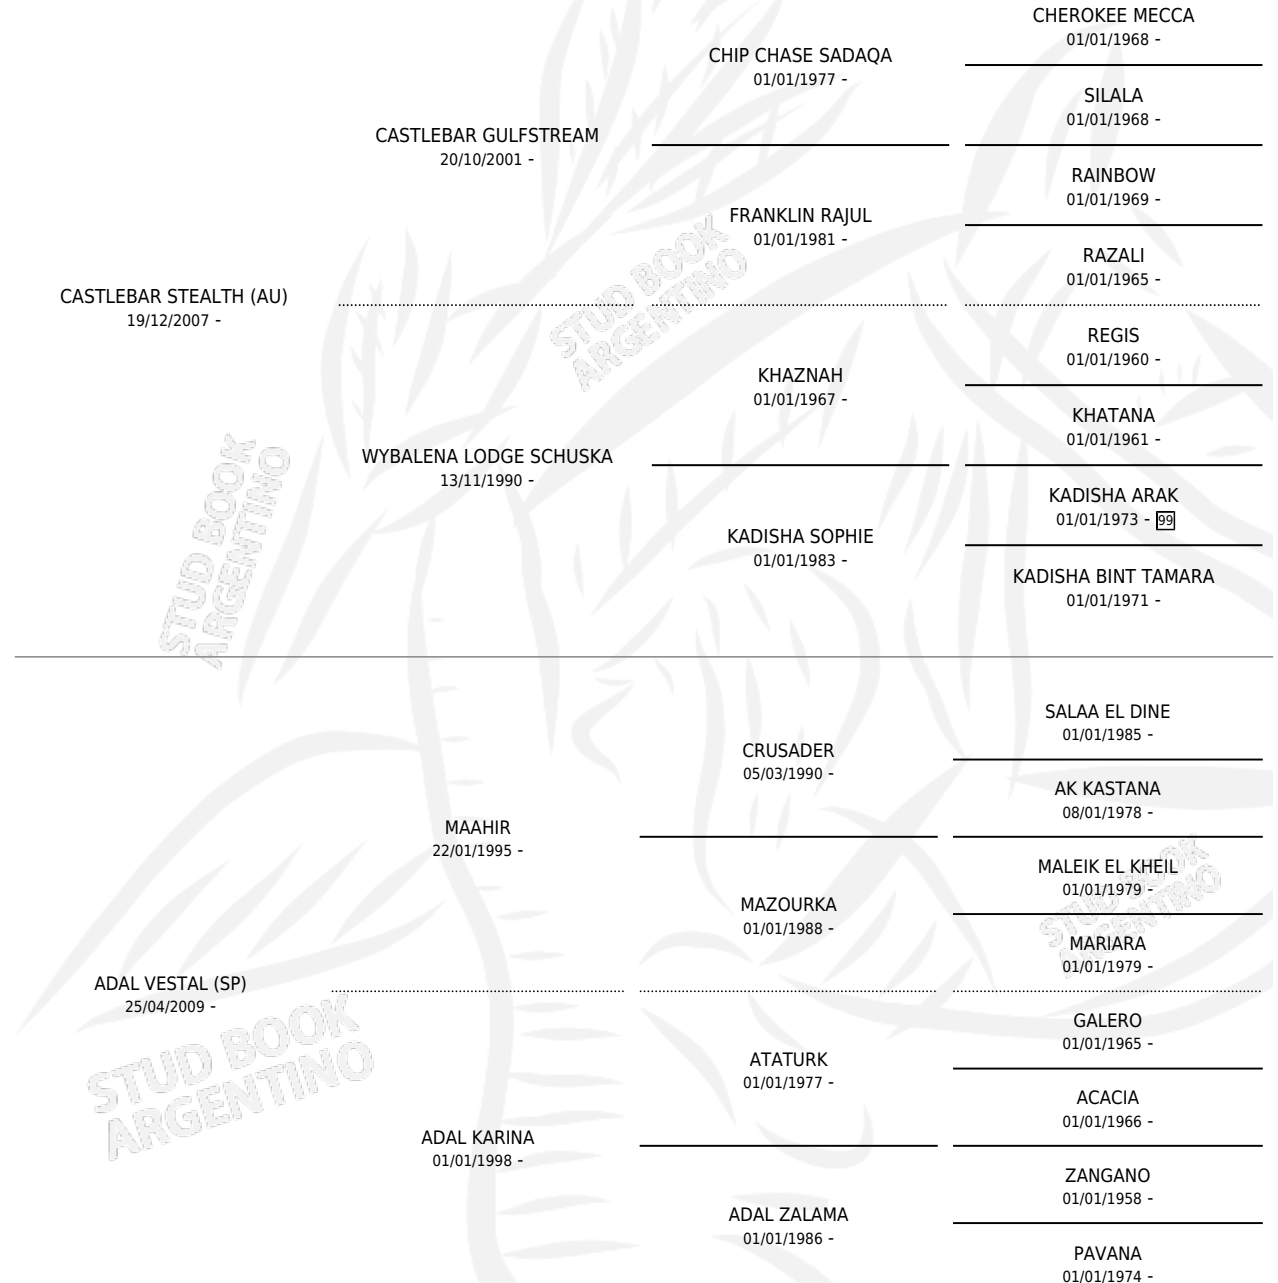 CHEROKEE MECCA
01/01/1968 -
CHIP CHASE SADAQA
01/01/1977 -
SILALA
01/01/1968 -
CASTLEBAR GULFSTREAM
20/10/2001 -
RAINBOW
01/01/1969 -
FRANKLIN RAJUL
01/01/1981 -
RAZALI
01/01/1965 -
CASTLEBAR STEALTH (AU)
19/12/2007 -
REGIS
01/01/1960 -
KHAZNAH
01/01/1967 -
KHATANA
01/01/1961 -
WYBALENA LODGE SCHUSKA
13/11/1990 -
KADISHA ARAK
01/01/1973 - 99
KADISHA SOPHIE
01/01/1983 -
KADISHA BINT TAMARA
01/01/1971 -
SALAA EL DINE
01/01/1985 -
CRUSADER
05/03/1990 -
AK KASTANA
08/01/1978 -
MAAHIR
22/01/1995 -
MALEIK EL KHEIL
01/01/1979 -
MAZOURKA
01/01/1988 -
MARIARA
01/01/1979 -
ADAL VESTAL (SP)
25/04/2009 -
GALERO
01/01/1965 -
ATATURK
01/01/1977 -
ACACIA
01/01/1966 -
ADAL KARINA
01/01/1998 -
ZANGANO
01/01/1958 -
ADAL ZALAMA
01/01/1986 -
PAVANA
01/01/1974 -
STUD BOOK
ARGENTINO
STUD BOOK
ARGENTINO
STUD BOOK
ARGENTINO
STUD BOOK
ARGENTINO